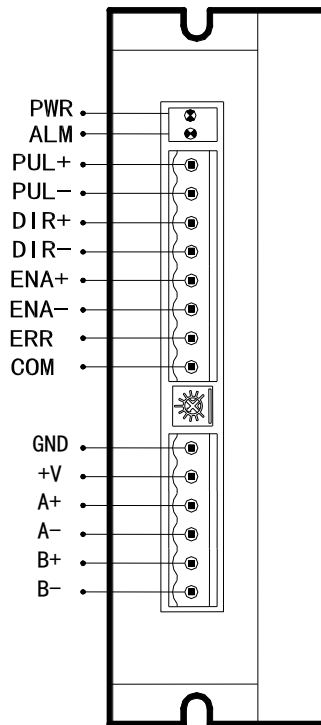 PWR
ALM
PUL+
PUL-
DIR+
DIR-
ENA+
ENA-
ERR
COM
GND
+V
A+
A-
B+
B-